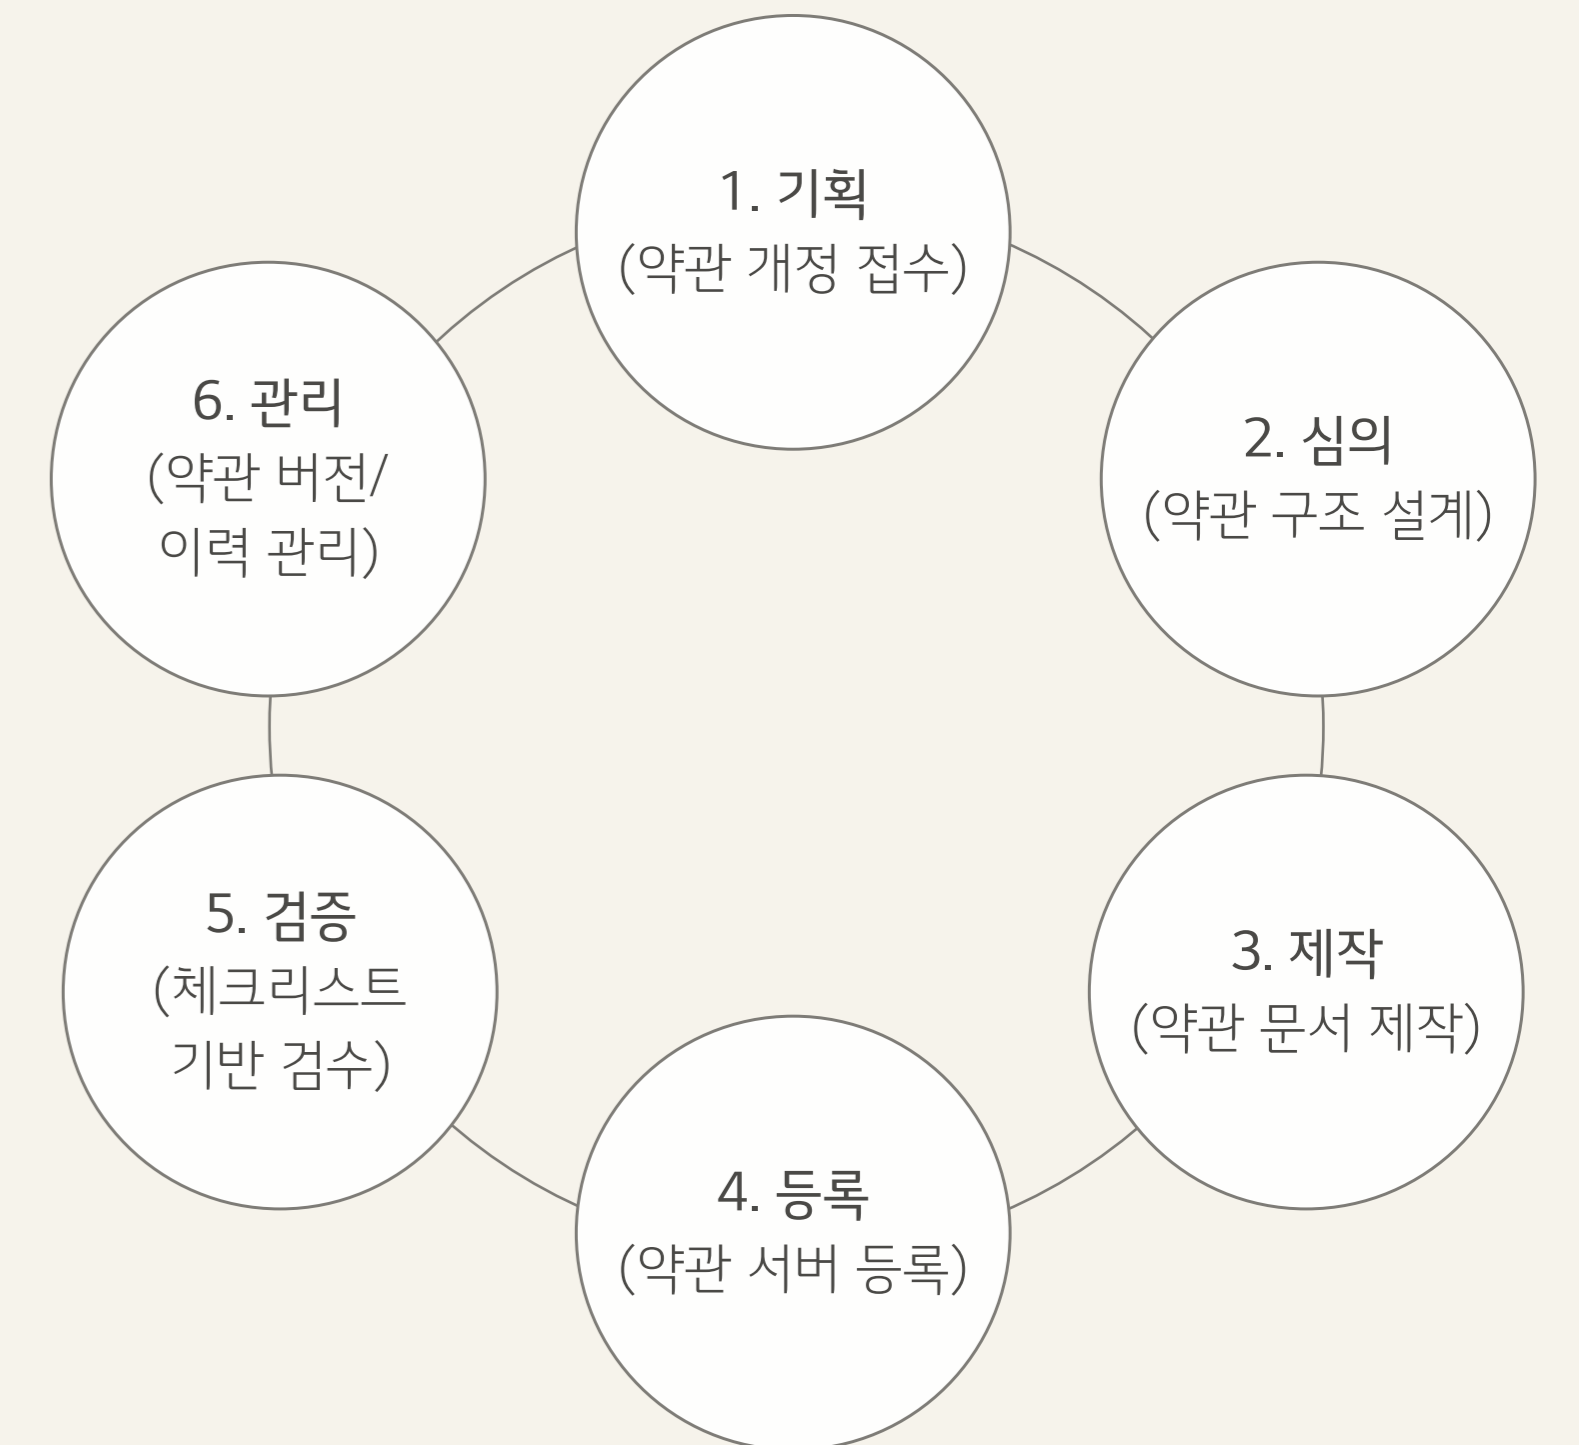 1. 기획
(약관 개정 접수)
2. 심의
(약관 구조 설계)
3. 제작
(약관 문서 제작)
4. 등록
(약관 서버 등록)
5. 검증
(체크리스트
기반 검수)
6. 관리
(약관 버전/
이력 관리)